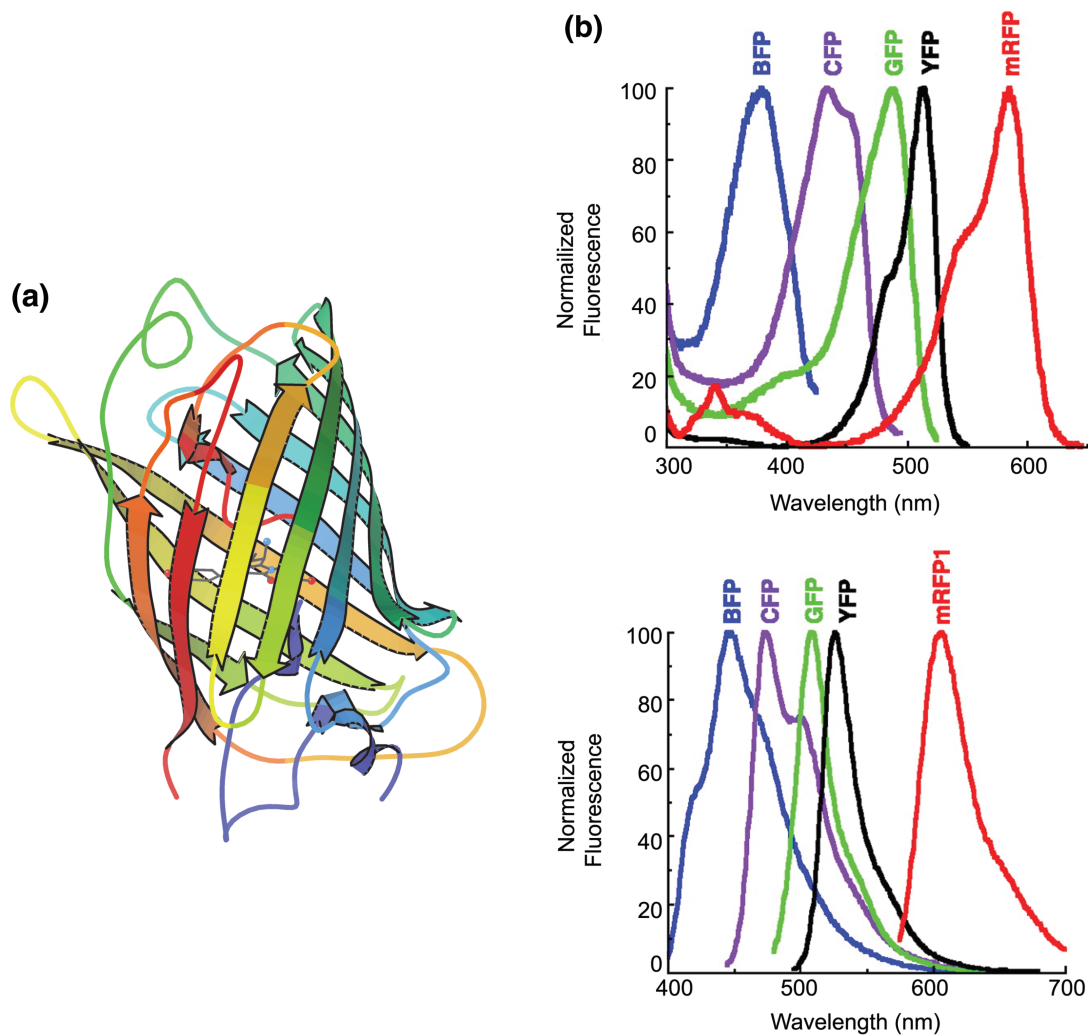 (a)
(b)
BFP
CFP
GFP
YFP
mRFP
100
80
60
40
20
0
Normailized
Fluorescence
300
400
500
600
Wavelength (nm)
BFP
CFP
GFP
YFP
mRFP1
100
80
60
40
20
0
Normalized
Fluorescence
400
500
600
700
Wavelength (nm)